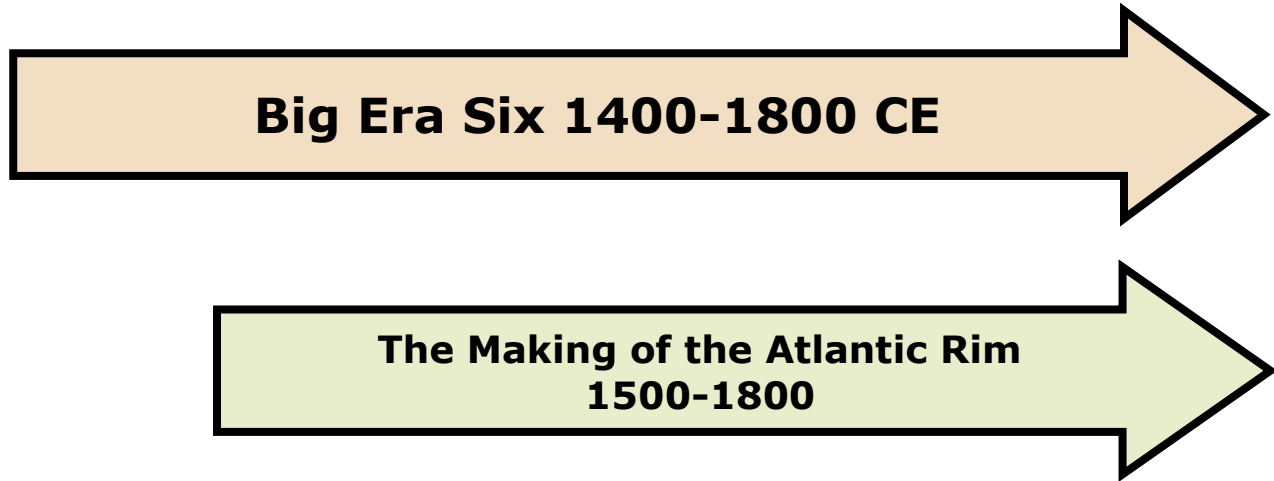 Big Era Six 1400-1800 CE
The Making of the Atlantic Rim
1500-1800